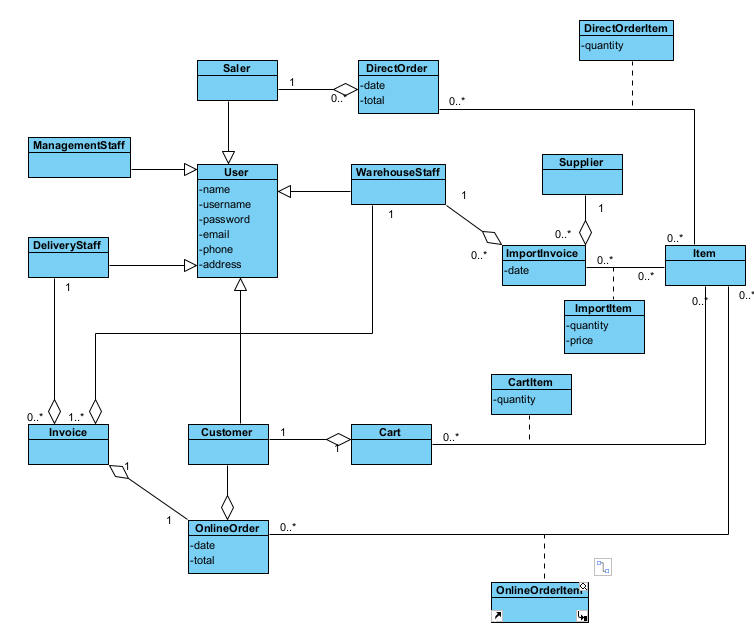 DirectOrderItem
-quantity
Saler
1
0..*
DirectOrder
-date
-total
0..*
ManagementStaff
User
-name
-username
-password
-email
-phone
-address
WarehouseStaff
1
1
Supplier
1
0..*
DeliveryStaff
1
0..*
ImportInvoice
-date
0..*
0..*
0..*
Item
0..*
0..*
ImportItem
-quantity
-price
CartItem
-quantity
0..*
1..*
Invoice
Customer
1
1
Cart
0..*
1
1
OnlineOrder
-date
-total
0..*
OnlineOrderItem